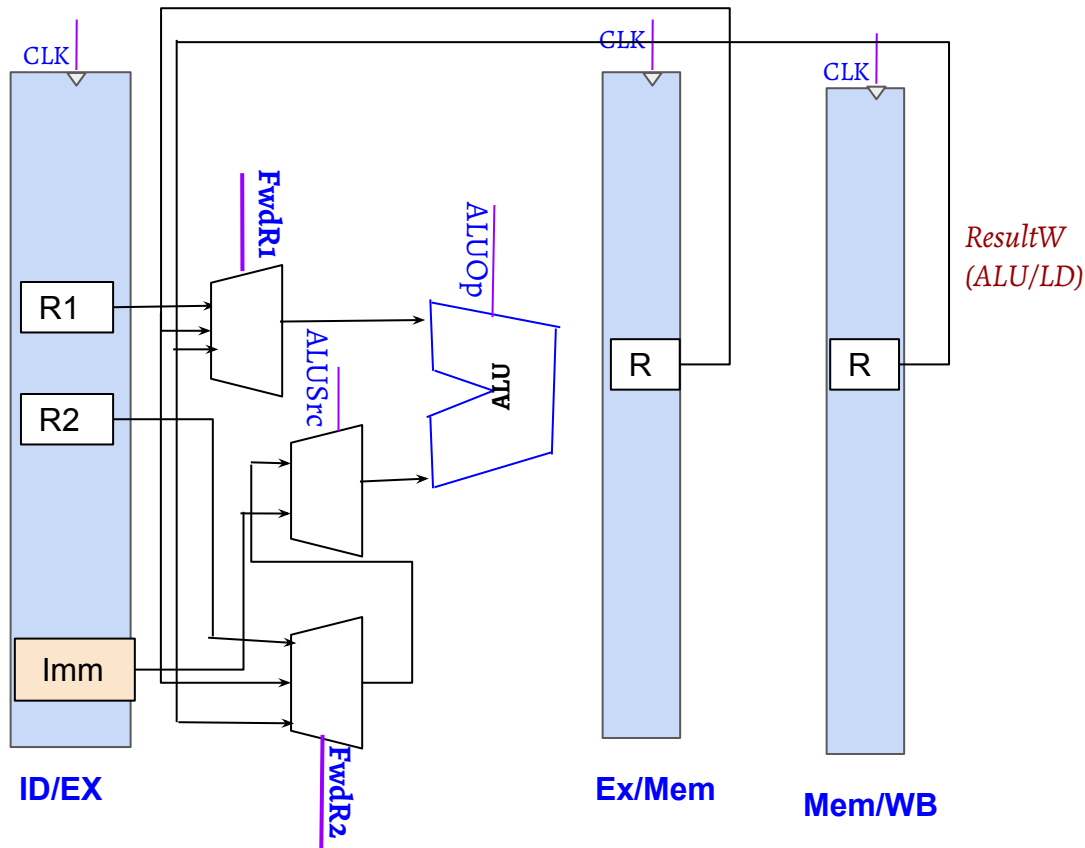 CLK
CLK
CLK
FwdR1
ALUOp
ResultW
(ALU/LD)
R1
ALUSrc
ALU
R
R
R2
Imm
ID/EX
FwdR2
Ex/Mem
Mem/WB